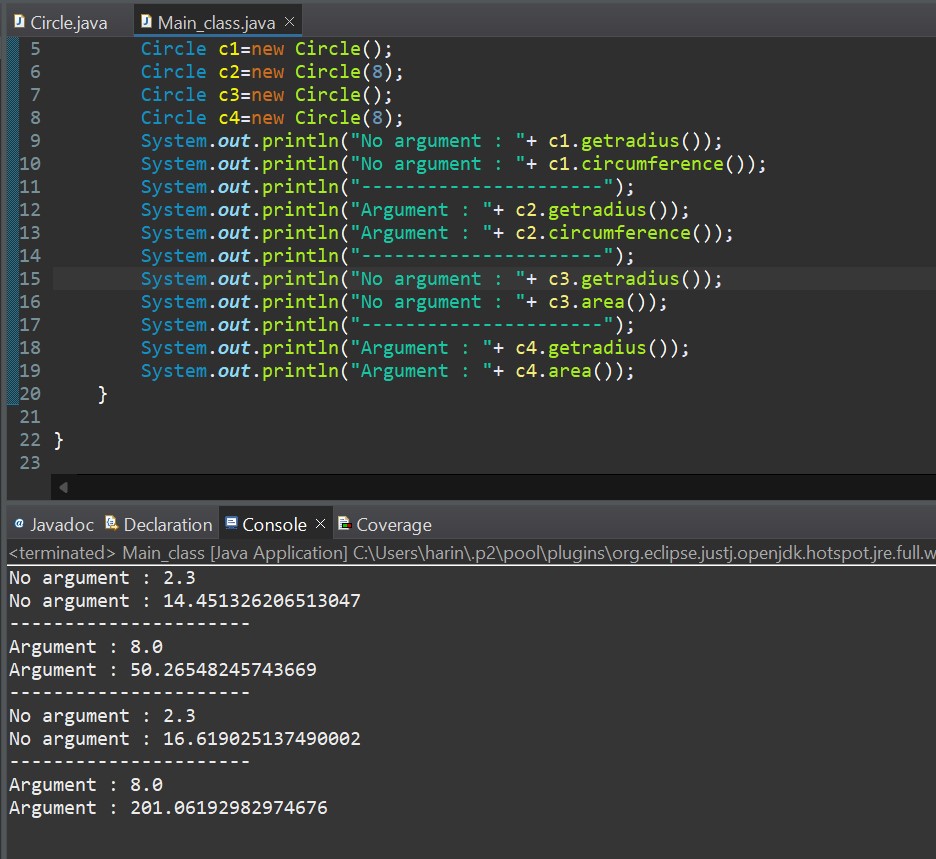 Circle.java Main_class.java
5 Circle c1=new Circle();
6 Circle c2=new Circle(8);
7 Circle c3=new Circle();
8 Circle c4=new Circle(8);
9 System.out.println("No argument : "+ c1.getradius());
10 System.out.println("No argument : "+ c1.circumference());
11 System.out.println("----------------------");
12 System.out.println("Argument : "+ c2.getradius());
13 System.out.println("Argument : "+ c2.circumference());
14 System.out.println("----------------------");
15 System.out.println("No argument : "+ c3.getradius());
16 System.out.println("No argument : "+ c3.area());
17 System.out.println("----------------------");
18 System.out.println("Argument : "+ c4.getradius());
19 System.out.println("Argument : "+ c4.area());
20 }
21
22 }
23
@ Javadoc Declaration Console Coverage
<terminated> Main_class [Java Application] C:\Users\harin\.p2\pool\plugins\org.eclipse.justj.openjdk.hotspot.jre.full.w
No argument : 2.3
No argument : 14.451326206513047
----------------------
Argument : 8.0
Argument : 50.26548245743669
----------------------
No argument : 2.3
No argument : 16.619025137490002
----------------------
Argument : 8.0
Argument : 201.06192982974676